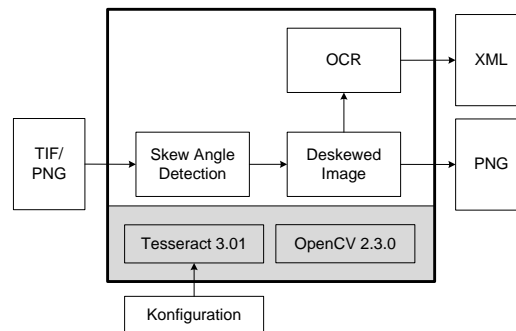 OCR
XML
TIF/
PNG
Skew Angle
Detection
Deskewed
Image
PNG
Tesseract 3.01
OpenCV 2.3.0
Konfiguration